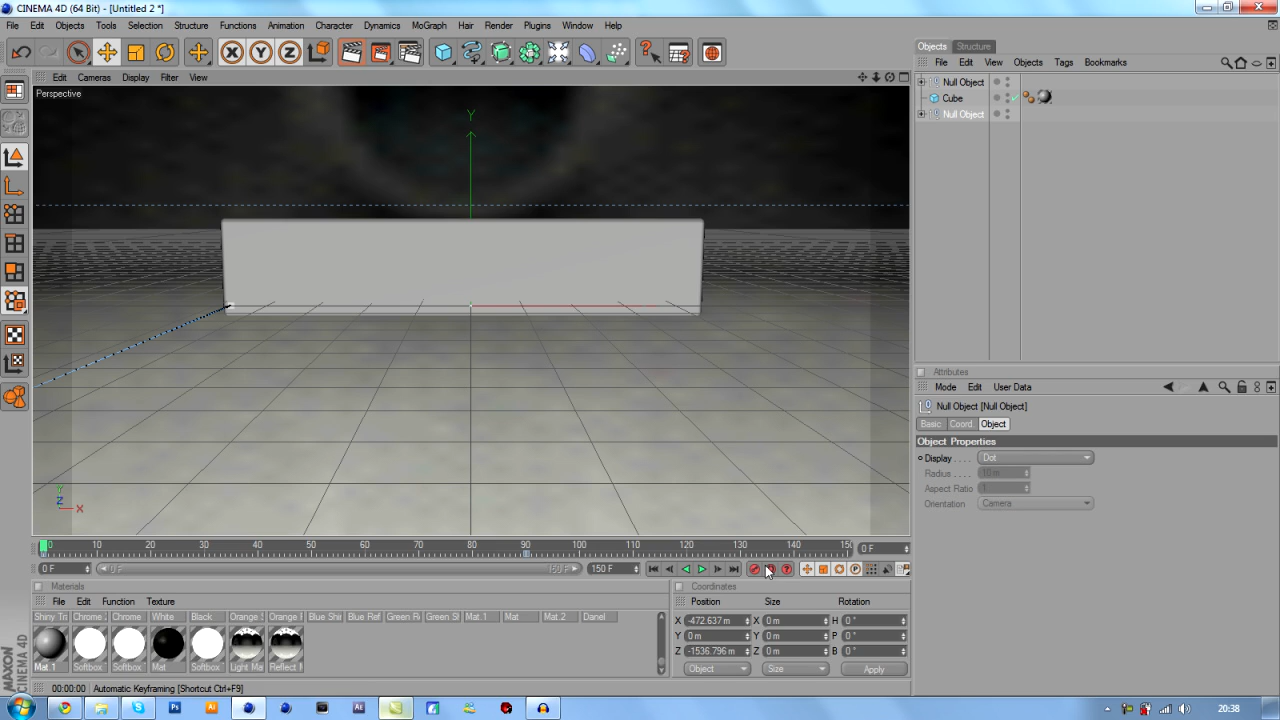 CINEMA 4D (64 Bit) - [Untitled 2 *]
File Edit Objects Tools Selection Structure Functions Animation Character Dynamics MoGraph Hair Render Plugins Window Help
Objects Structure
File Edit View Objects Tags Bookmarks
Edit Cameras Display Filter View
Perspective
Null Object
Cube
Null Object
Y
Y
Z
X
Attributes
Mode Edit User Data
Null Object [Null Object]
Basic Coord. Object
Object Properties
Display . . . . Dot
Radius . . . . 10 m
Aspect Ratio 1
Orientation Camera
0 10 20 30 40 50 60 70 80 90 100 110 120 130 140 150
0 F
0 F 0 F 150 F 150 F
Materials
File Edit Function Texture
Shiny Tri Chrome Chrome White Black Orange S Orange I Blue Shi Blue Ref Green R Green Sl Mat.1 Mat Mat.2 Danel
Mat.1 Softbox Softbox Mat Softbox Light Ma Reflect M
Coordinates
Position Size Rotation
X -472.637 m X 0 m H 0 °
Y 0 m Y 0 m P 0 °
Z -1536.796 m Z 0 m B 0 °
Object Size Apply
MAXON CINEMA 4D
00:00:00 Automatic Keyframing [Shortcut Ctrl+F9]
20:38